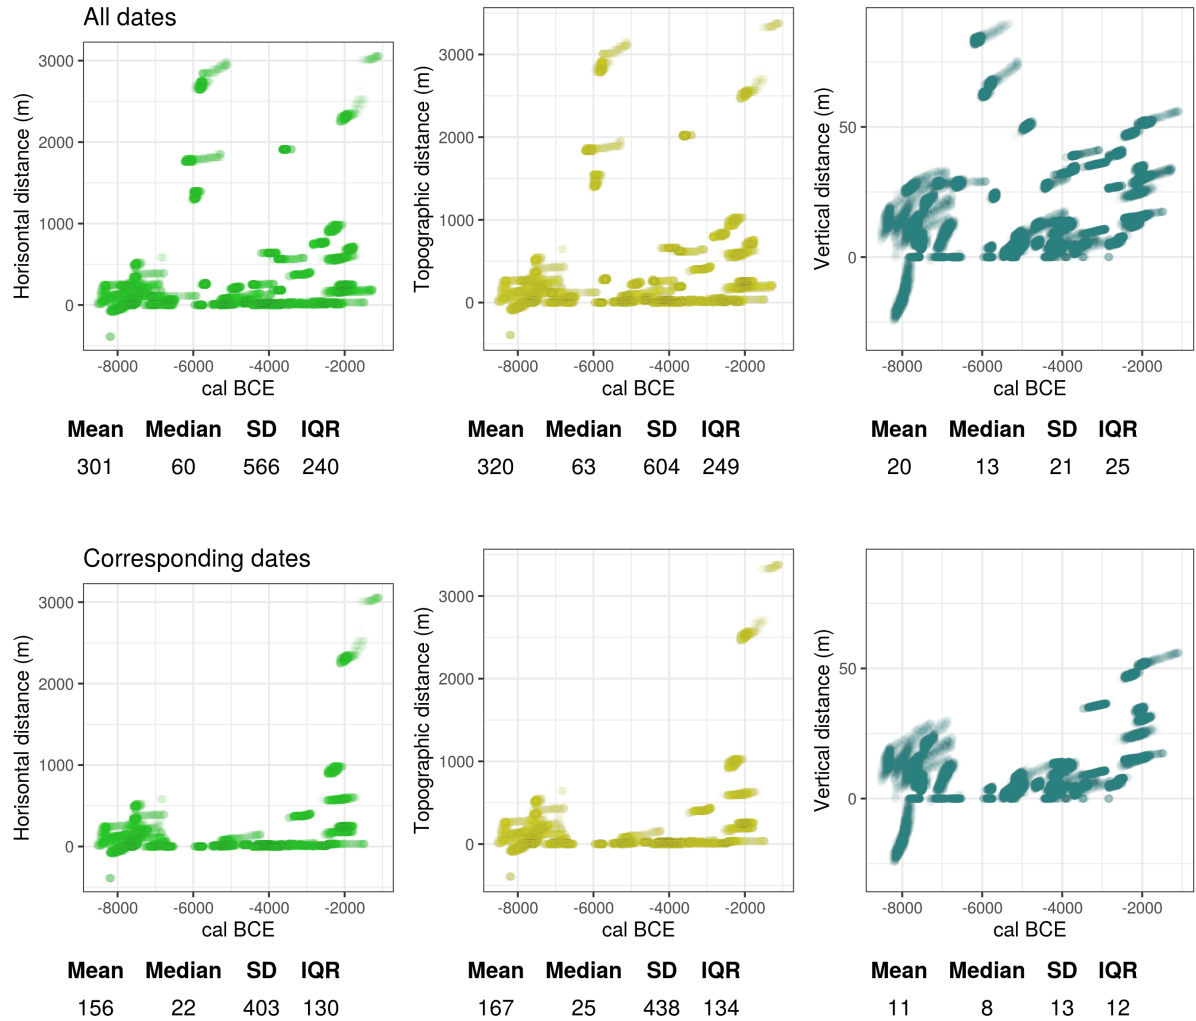 All dates
Horisontal distance (m)
3000
2000
1000
0
-8000 -6000 -4000 -2000
cal BCE
Topographic distance (m)
3000
2000
1000
0
-8000 -6000 -4000 -2000
cal BCE
Vertical distance (m)
50
0
-8000 -6000 -4000 -2000
cal BCE
Mean Median SD IQR
301 60 566 240
Mean Median SD IQR
320 63 604 249
Mean Median SD IQR
20 13 21 25
Corresponding dates
Horisontal distance (m)
3000
2000
1000
0
-8000 -6000 -4000 -2000
cal BCE
Topographic distance (m)
3000
2000
1000
0
-8000 -6000 -4000 -2000
cal BCE
Vertical distance (m)
50
0
-8000 -6000 -4000 -2000
cal BCE
Mean Median SD IQR
156 22 403 130
Mean Median SD IQR
167 25 438 134
Mean Median SD IQR
11 8 13 12